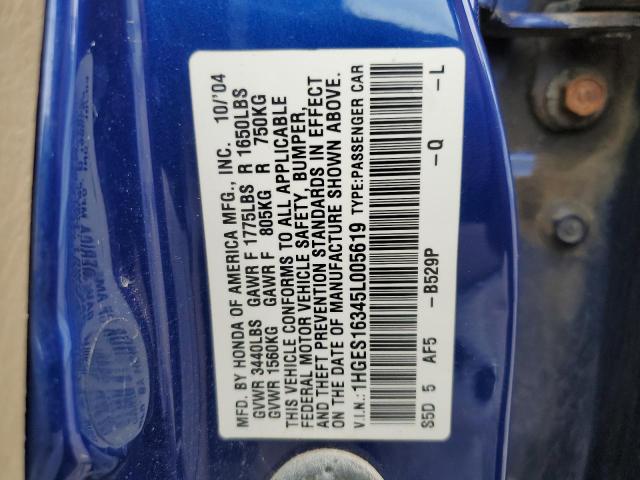 MFD. BY HONDA OF AMERICA MFG., INC. 10/'04
GVWR 3440LBS GAWR F 1775LBS R 1650LBS
GVWR 1560KG GAWR F 805KG R 750KG
THIS VEHICLE CONFORMS TO ALL APPLICABLE
FEDERAL MOTOR VEHICLE SAFETY, BUMPER,
AND THEFT PREVENTION STANDARDS IN EFFECT
ON THE DATE OF MANUFACTURE SHOWN ABOVE.
V.I.N.: 1HGES16345L005619 TYPE: PASSENGER CAR
S5D 5 AF5 -B529P -Q -L